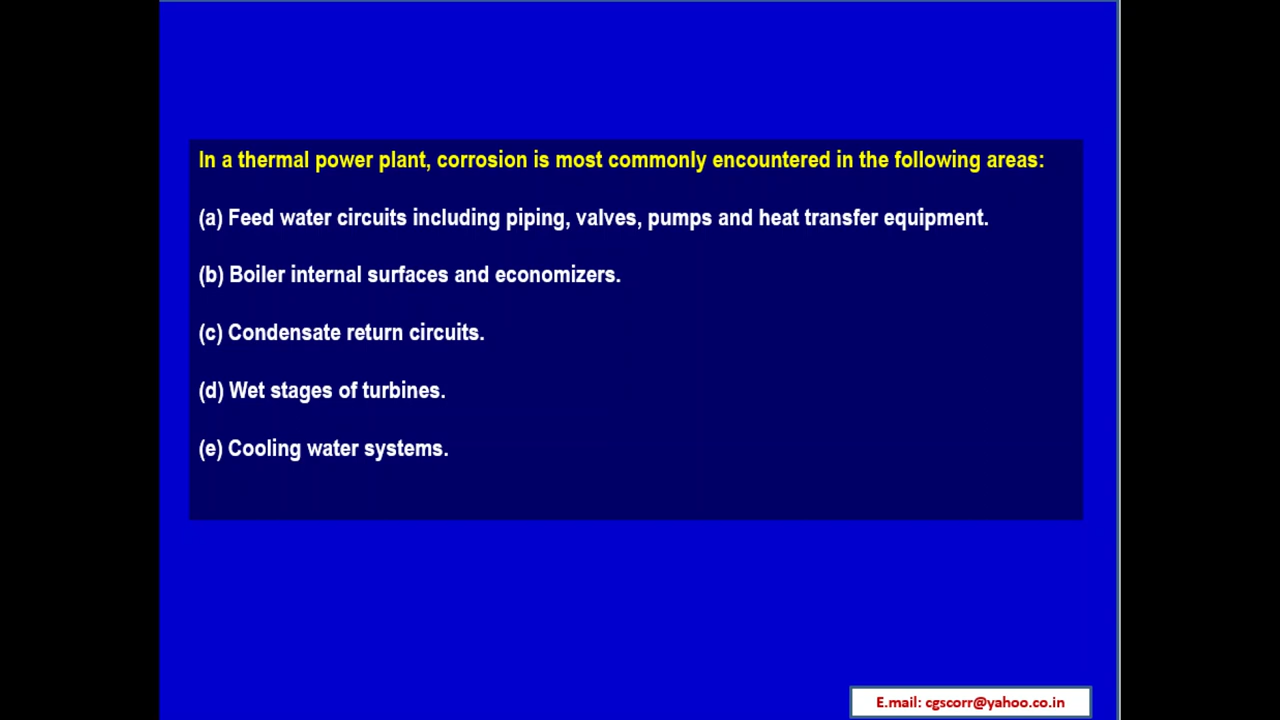 In a thermal power plant, corrosion is most commonly encountered in the following areas:
(a) Feed water circuits including piping, valves, pumps and heat transfer equipment.
(b) Boiler internal surfaces and economizers.
(c) Condensate return circuits.
(d) Wet stages of turbines.
(e) Cooling water systems.
E.mail: cgscorr@yahoo.co.in